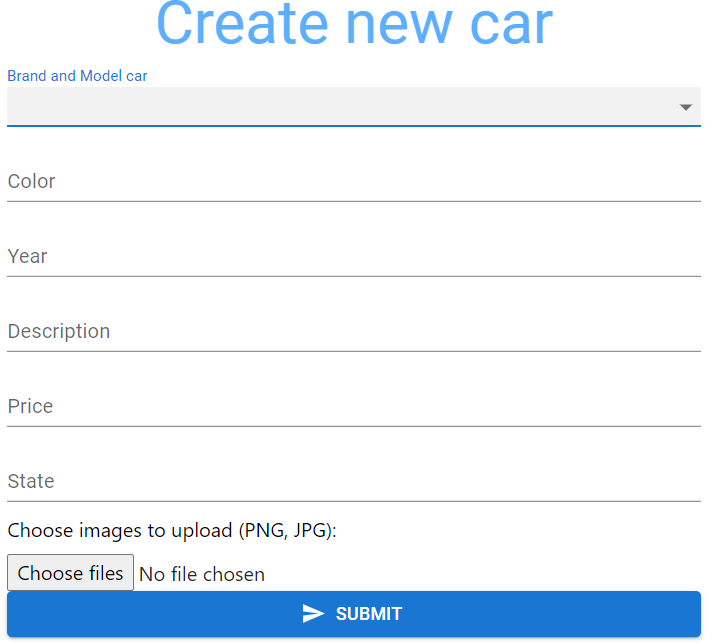 Create new car
Brand and Model car
Color
Year
Description
Price
State
Choose images to upload (PNG, JPG):
Choose files No file chosen
SUBMIT